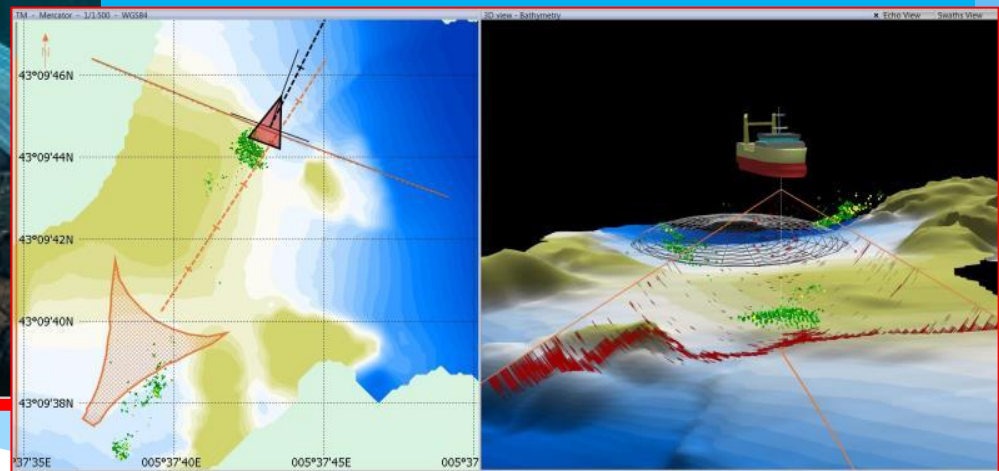 TM - Mercator - 1/1500 - WGS84
3D view - Bathymetry
Echo View
Swaths View
N
43°09'46N
43°09'44N
43°09'42N
43°09'40N
43°09'38N
°37'35E
005°37'40E
005°37'45E
005°37